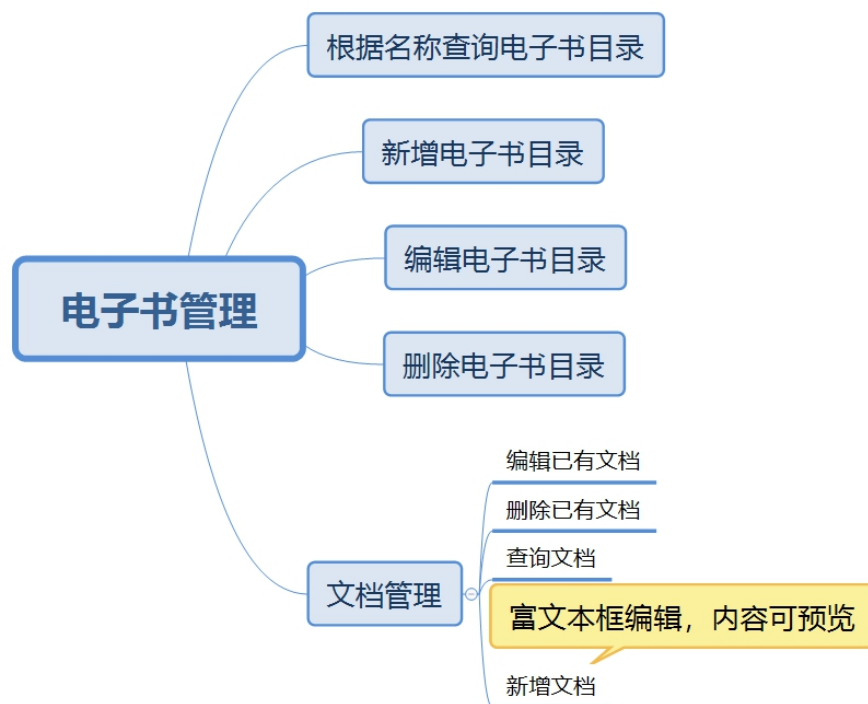 根据名称查询电子书目录
新增电子书目录
编辑电子书目录
电子书管理
删除电子书目录
编辑已有文档
删除已有文档
查询文档
文档管理
富文本框编辑，内容可预览
新增文档